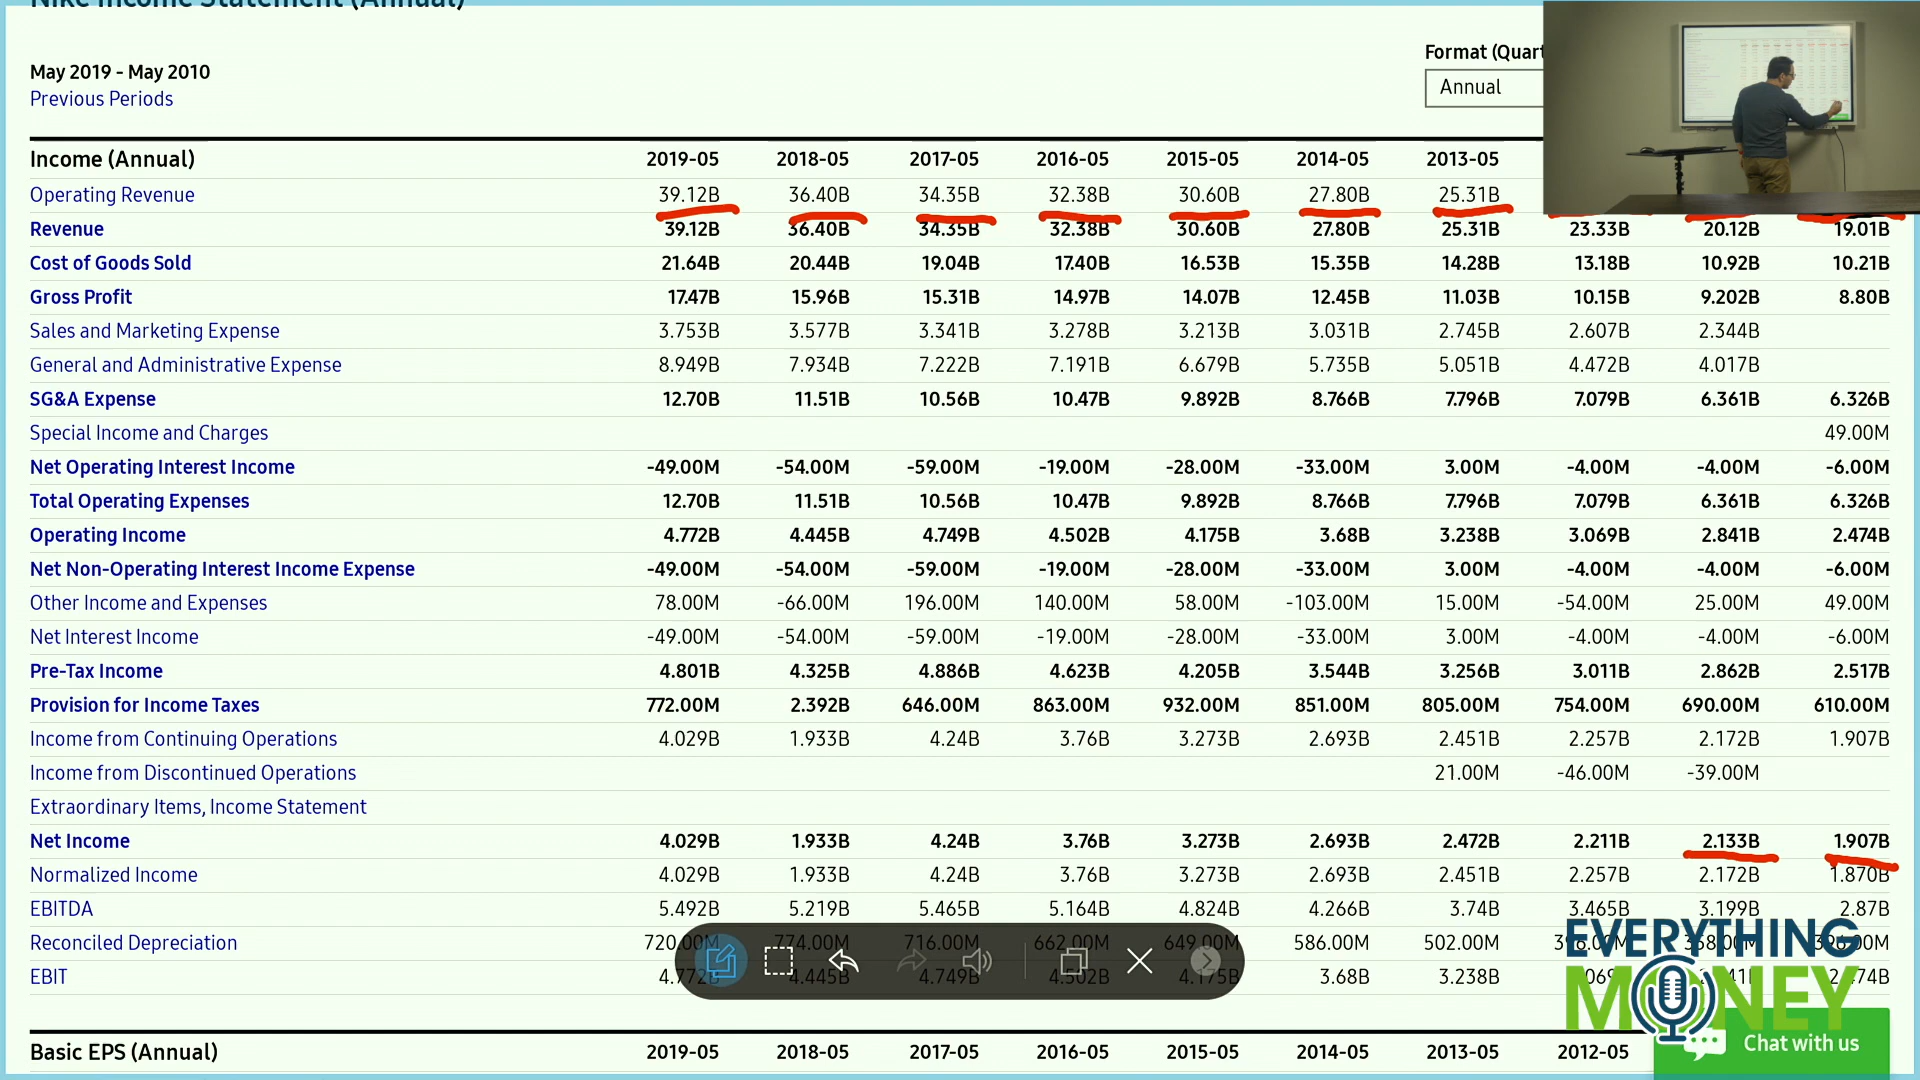 Nike Income Statement (Annual)
Format (Quart
May 2019 - May 2010
Annual
Previous Periods
Income (Annual) 2019-05 2018-05 2017-05 2016-05 2015-05 2014-05 2013-05
Operating Revenue 39.12B 36.40B 34.35B 32.38B 30.60B 27.80B 25.31B
Revenue 39.12B 36.40B 34.35B 32.38B 30.60B 27.80B 25.31B 23.33B 20.12B 19.01B
Cost of Goods Sold 21.64B 20.44B 19.04B 17.40B 16.53B 15.35B 14.28B 13.18B 10.92B 10.21B
Gross Profit 17.47B 15.96B 15.31B 14.97B 14.07B 12.45B 11.03B 10.15B 9.202B 8.80B
Sales and Marketing Expense 3.753B 3.577B 3.341B 3.278B 3.213B 3.031B 2.745B 2.607B 2.344B
General and Administrative Expense 8.949B 7.934B 7.222B 7.191B 6.679B 5.735B 5.051B 4.472B 4.017B
SG&A Expense 12.70B 11.51B 10.56B 10.47B 9.892B 8.766B 7.796B 7.079B 6.361B 6.326B
Special Income and Charges 49.00M
Net Operating Interest Income -49.00M -54.00M -59.00M -19.00M -28.00M -33.00M 3.00M -4.00M -4.00M -6.00M
Total Operating Expenses 12.70B 11.51B 10.56B 10.47B 9.892B 8.766B 7.796B 7.079B 6.361B 6.326B
Operating Income 4.772B 4.445B 4.749B 4.502B 4.175B 3.68B 3.238B 3.069B 2.841B 2.474B
Net Non-Operating Interest Income Expense -49.00M -54.00M -59.00M -19.00M -28.00M -33.00M 3.00M -4.00M -4.00M -6.00M
Other Income and Expenses 78.00M -66.00M 196.00M 140.00M 58.00M -103.00M 15.00M -54.00M 25.00M 49.00M
Net Interest Income -49.00M -54.00M -59.00M -19.00M -28.00M -33.00M 3.00M -4.00M -4.00M -6.00M
Pre-Tax Income 4.801B 4.325B 4.886B 4.623B 4.205B 3.544B 3.256B 3.011B 2.862B 2.517B
Provision for Income Taxes 772.00M 2.392B 646.00M 863.00M 932.00M 851.00M 805.00M 754.00M 690.00M 610.00M
Income from Continuing Operations 4.029B 1.933B 4.24B 3.76B 3.273B 2.693B 2.451B 2.257B 2.172B 1.907B
Income from Discontinued Operations 21.00M -46.00M -39.00M
Extraordinary Items, Income Statement
Net Income 4.029B 1.933B 4.24B 3.76B 3.273B 2.693B 2.472B 2.211B 2.133B 1.907B
Normalized Income 4.029B 1.933B 4.24B 3.76B 3.273B 2.693B 2.451B 2.257B 2.172B 1.870B
EBITDA 5.492B 5.219B 5.465B 5.164B 4.824B 4.266B 3.74B 3.465B 3.199B 2.87B
Reconciled Depreciation 720.00M 774.00M 716.00M 662.00M 649.00M 586.00M 502.00M
EBIT 4.772B 4.445B 4.749B 4.502B 4.175B 3.68B 3.238B
EVERYTHING
MONEY
Chat with us
Basic EPS (Annual) 2019-05 2018-05 2017-05 2016-05 2015-05 2014-05 2013-05 2012-05